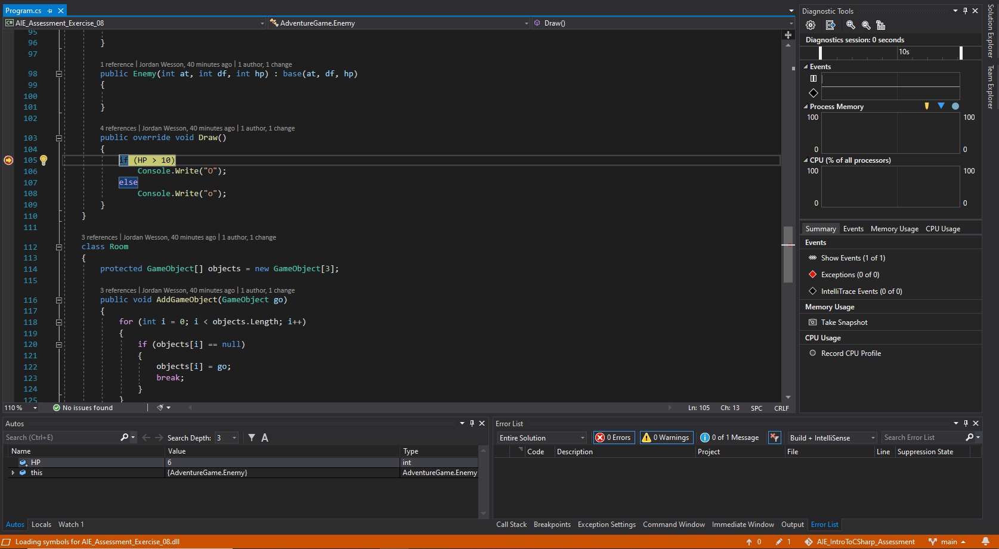 Program.cs
AIE_Assessment_Exercise_08
AdventureGame.Enemy
Draw()
95
96 }
97
1 reference | Jordan Wesson, 40 minutes ago | 1 author, 1 change
98 public Enemy(int at, int df, int hp) : base(at, df, hp)
99 {
100
101 }
102
4 references | Jordan Wesson, 40 minutes ago | 1 author, 1 change
103 public override void Draw()
104 {
105 if (HP > 10)
106 Console.Write("O");
107 else
108 Console.Write("o");
109 }
110 }
111
3 references | Jordan Wesson, 40 minutes ago | 1 author, 1 change
112 class Room
113 {
114 protected GameObject[] objects = new GameObject[3];
115
3 references | Jordan Wesson, 40 minutes ago | 1 author, 1 change
116 public void AddGameObject(GameObject go)
117 {
118 for (int i = 0; i < objects.Length; i++)
119 {
120 if (objects[i] == null)
121 {
122 objects[i] = go;
123 break;
124 }
125 }
110 % No issues found Ln: 105 Ch: 13 SPC CRLF
Diagnostic Tools
Diagnostics session: 0 seconds
10s
Events
Process Memory
100 100
0 0
CPU (% of all processors)
100 100
0 0
Summary Events Memory Usage CPU Usage
Events
Show Events (1 of 1)
Exceptions (0 of 0)
IntelliTrace Events (0 of 0)
Memory Usage
Take Snapshot
CPU Usage
Record CPU Profile
Solution Explorer
Team Explorer
Autos
Search (Ctrl+E) Search Depth: 3 A
Name Value Type
HP 6 int
this {AdventureGame.Enemy} AdventureGame.Enemy
Autos Locals Watch 1
Error List
Entire Solution 0 Errors 0 Warnings 0 of 1 Message Build + IntelliSense Search Error List
Code Description Project File Line Suppression State
Call Stack Breakpoints Exception Settings Command Window Immediate Window Output Error List
Loading symbols for AIE_Assessment_Exercise_08.dll 0 1 AIE_IntroToCSharp_Assessment main